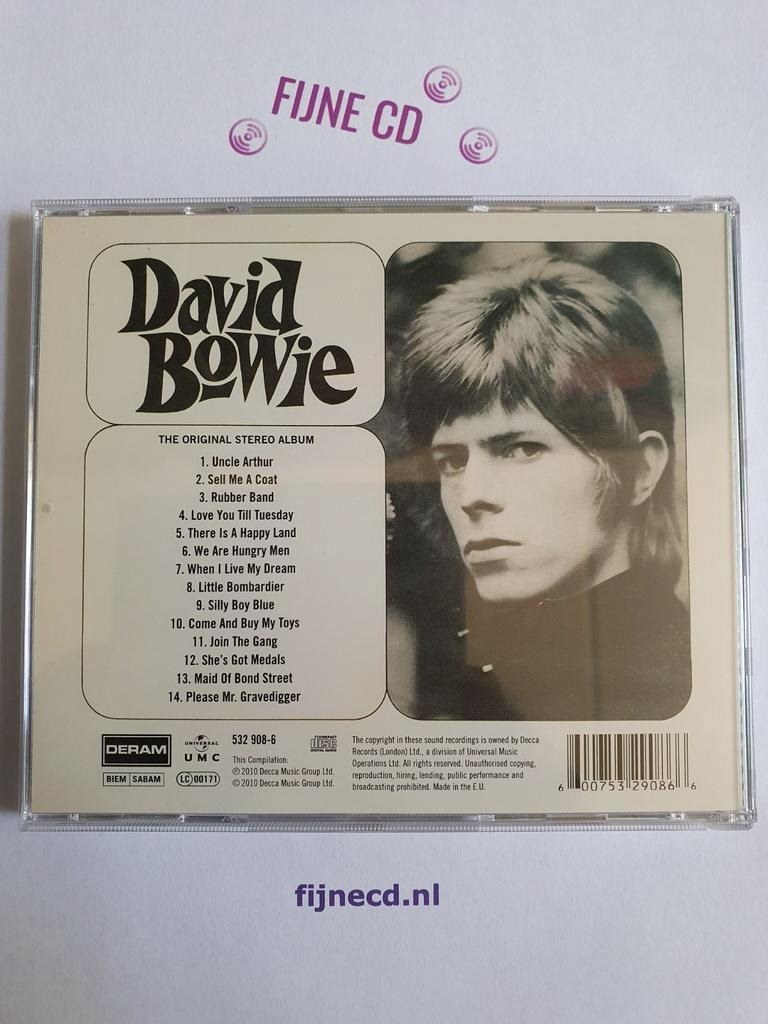 FIJNE CD
David
Bowie
THE ORIGINAL STEREO ALBUM
1. Uncle Arthur
2. Sell Me A Coat
3. Rubber Band
4. Love You Till Tuesday
5. There Is A Happy Land
6. We Are Hungry Men
7. When I Live My Dream
8. Little Bombardier
9. Silly Boy Blue
10. Come And Buy My Toys
11. Join The Gang
12. She's Got Medals
13. Maid Of Bond Street
14. Please Mr. Gravedigger
DERAM
BIEM SABAM
UNIVERSAL
UMC
LC 00171
532 908-6
This Compilation:
℗ 2010 Decca Music Group Ltd.
© 2010 Decca Music Group Ltd.
COMPACT
disc
DIGITAL AUDIO
The copyright in these sound recordings is owned by Decca
Records (London) Ltd., a division of Universal Music
Operations Ltd. All rights reserved. Unauthorised copying,
reproduction, hiring, lending, public performance and
broadcasting prohibited. Made in the E.U.
6 00753 29086 6
fijnecd.nl